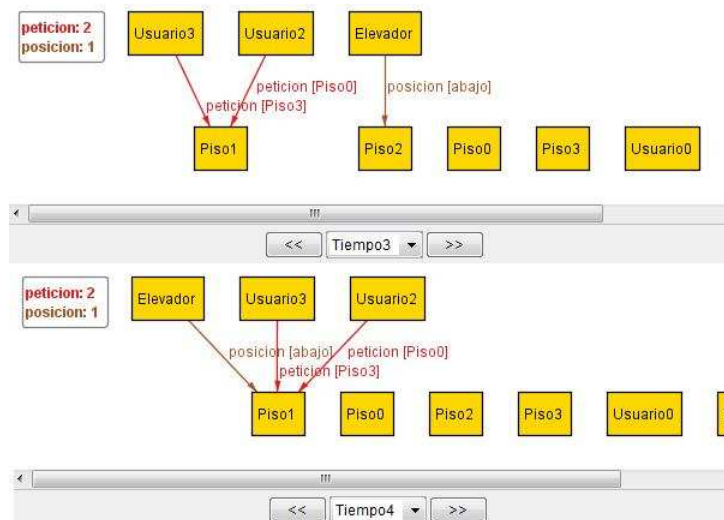 peticion: 2
posicion: 1
Usuario3
Usuario2
Elevador
peticion [Piso0]
peticion [Piso3]
posicion [abajo]
Piso1
Piso2
Piso0
Piso3
Usuario0
<<
Tiempo3
>>
peticion: 2
posicion: 1
Elevador
Usuario3
Usuario2
posicion [abajo]
peticion [Piso0]
peticion [Piso3]
Piso1
Piso0
Piso2
Piso3
Usuario0
<<
Tiempo4
>>